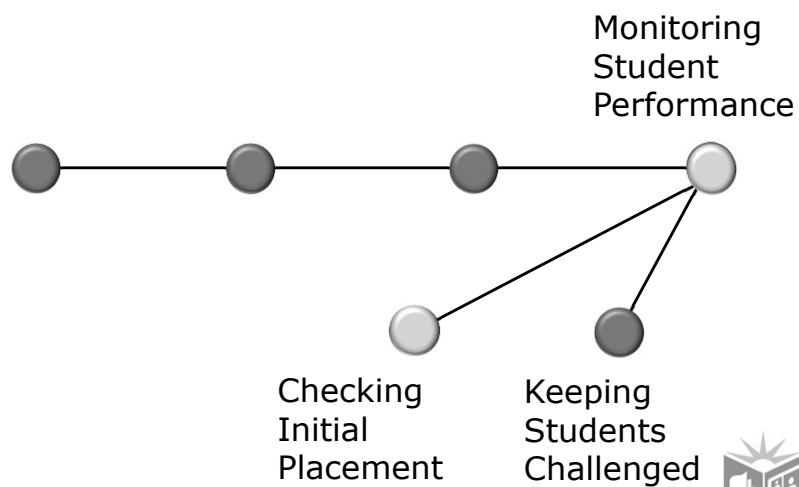 Monitoring
Student
Performance
Checking
Initial
Placement
Keeping
Students
Challenged